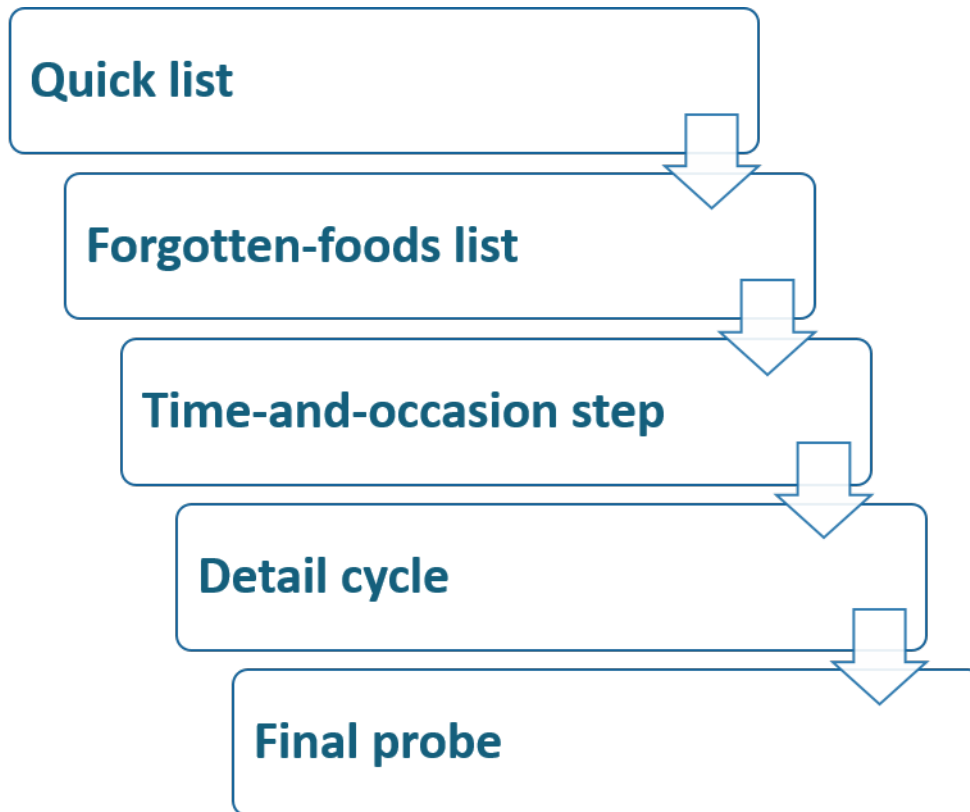 Quick list
Forgotten-foods list
Time-and-occasion step
Detail cycle
Final probe